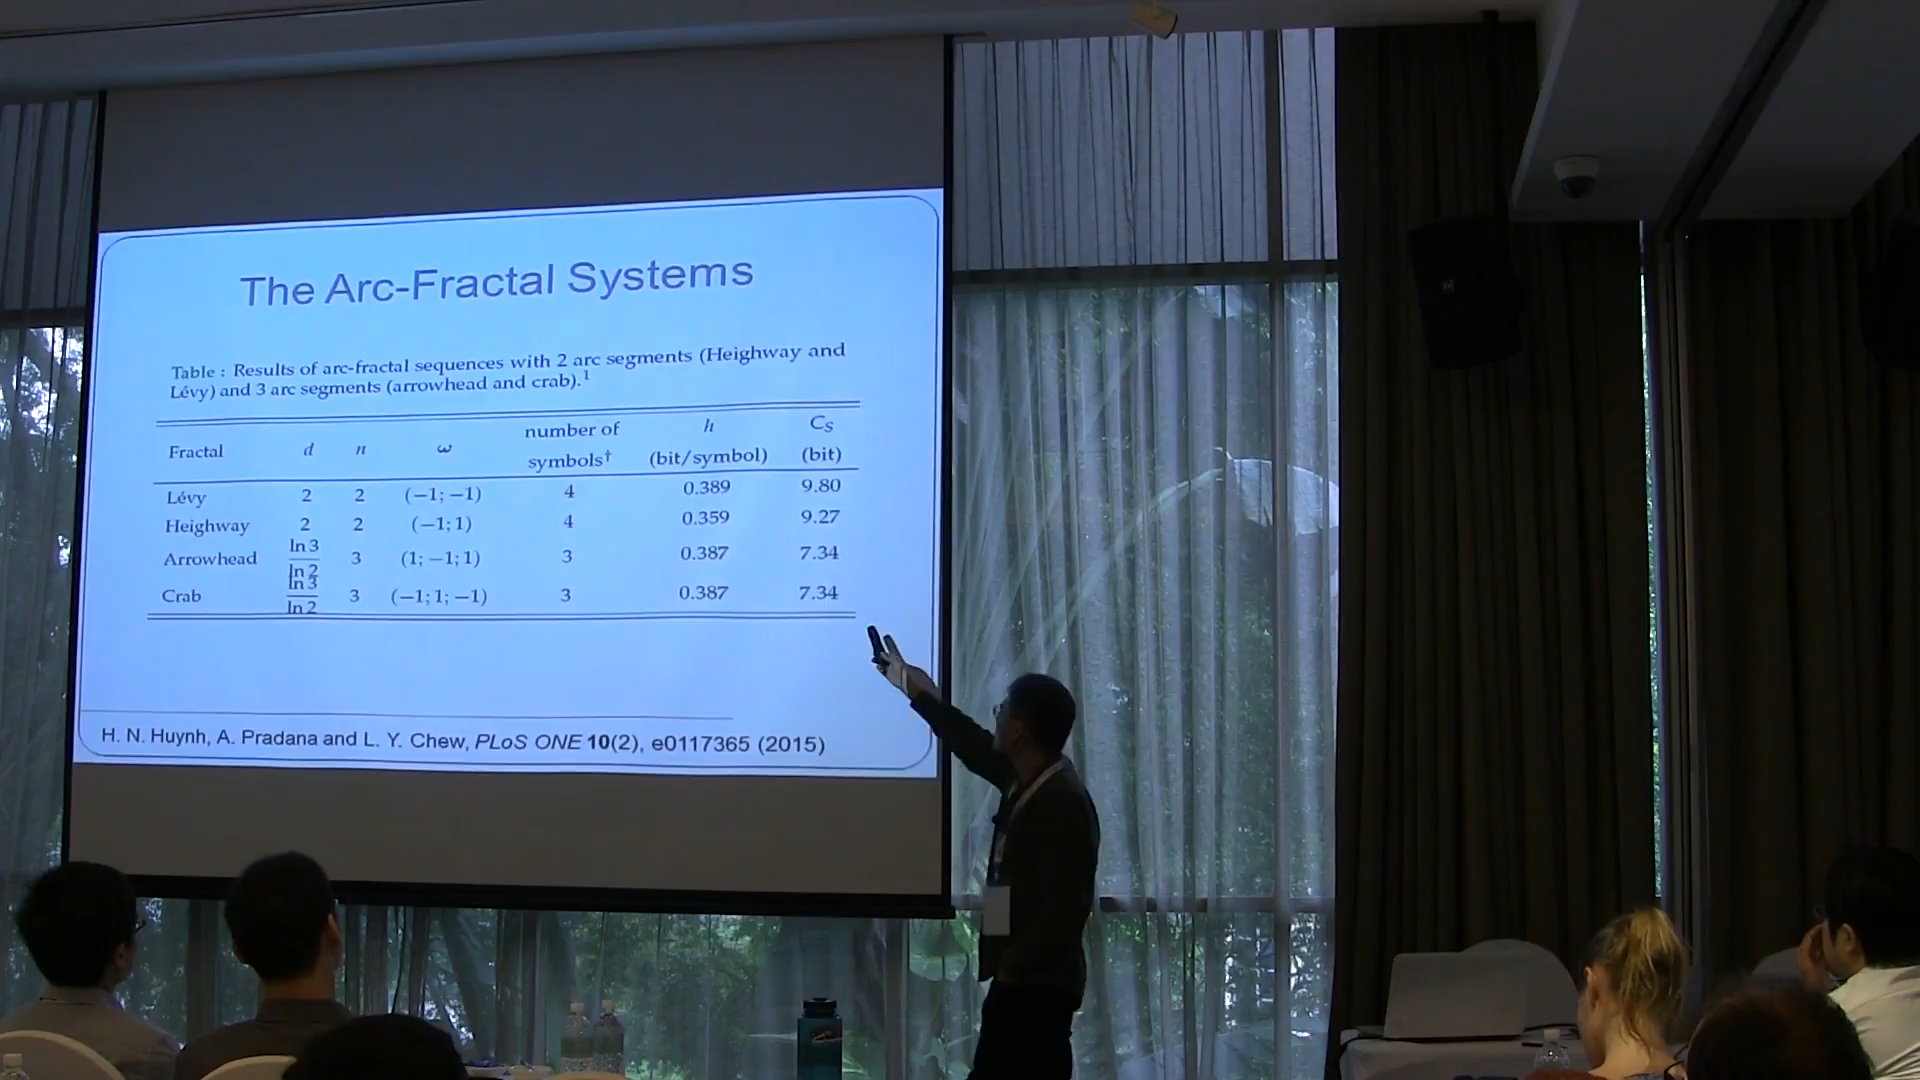 The Arc-Fractal Systems
Table : Results of arc-fractal sequences with 2 arc segments (Heighway and
Lévy) and 3 arc segments (arrowhead and crab).¹
Fractal d n ω number of symbols† h (bit/symbol) C_S (bit)
Lévy 2 2 (−1; −1) 4 0.389 9.80
Heighway 2 2 (−1; 1) 4 0.359 9.27
Arrowhead ln 3/ln 2 3 (1; −1; 1) 3 0.387 7.34
Crab ln 3/ln 2 3 (−1; 1; −1) 3 0.387 7.34
H. N. Huynh, A. Pradana and L. Y. Chew, PLoS ONE 10(2), e0117365 (2015)